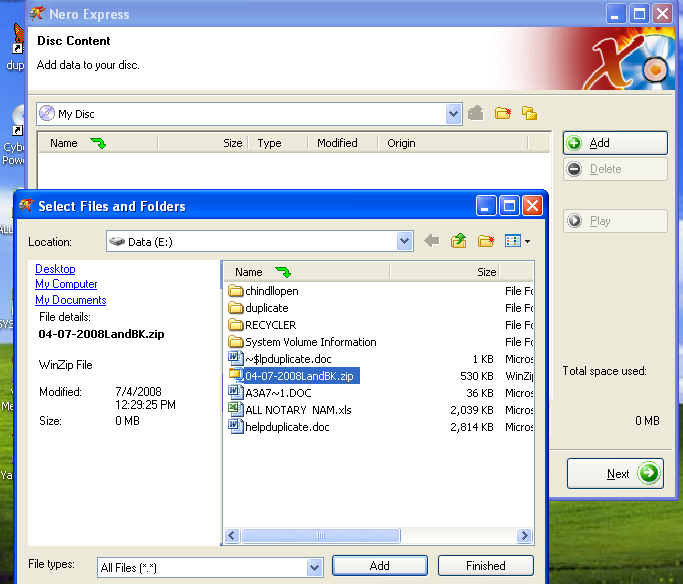 Nero Express
Disc Content
Add data to your disc.
My Disc
Name Size Type Modified Origin
Add
Delete
Play
Total space used:
0 MB
Next
Select Files and Folders
Location: Data (E:)
Desktop
My Computer
My Documents
File details:
04-07-2008LandBK.zip
WinZip File
Modified: 7/4/2008
12:29:25 PM
Size: 0 MB
Name Size
chindllopen File Fo
duplicate File Fo
RECYCLER File Fo
System Volume Information File Fo
~$lpduplicate.doc 1 KB Micros
04-07-2008LandBK.zip 530 KB WinZip
A3A7~1.DOC 36 KB Micros
ALL NOTARY NAM.xls 2,039 KB Micros
helpduplicate.doc 2,814 KB Micros
File types: All Files (*.*)
Add
Finished
dup
Cybe
Powe